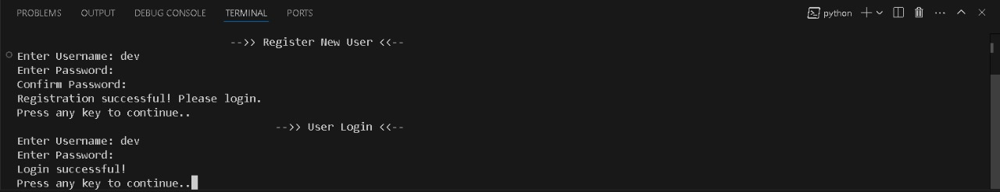 PROBLEMS OUTPUT DEBUG CONSOLE TERMINAL PORTS python
-->> Register New User <<--
Enter Username: dev
Enter Password:
Confirm Password:
Registration successful! Please login.
Press any key to continue..
-->> User Login <<--
Enter Username: dev
Enter Password:
Login successful!
Press any key to continue..